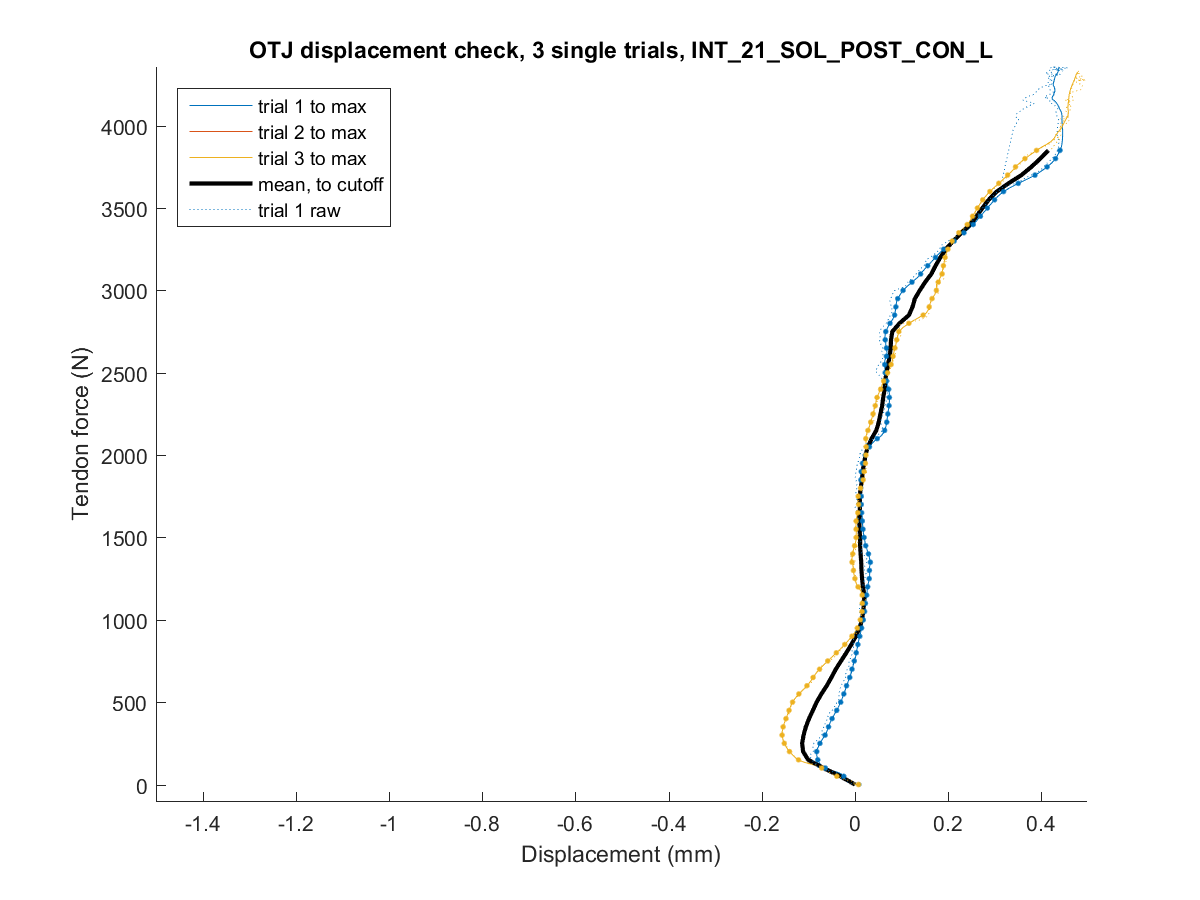 OTJ displacement check, 3 single trials, INT_21_SOL_POST_CON_L
trial 1 to max
trial 2 to max
trial 3 to max
mean, to cutoff
trial 1 raw
Tendon force (N)
4000
3500
3000
2500
2000
1500
1000
500
0
-1.4 -1.2 -1 -0.8 -0.6 -0.4 -0.2 0 0.2 0.4
Displacement (mm)